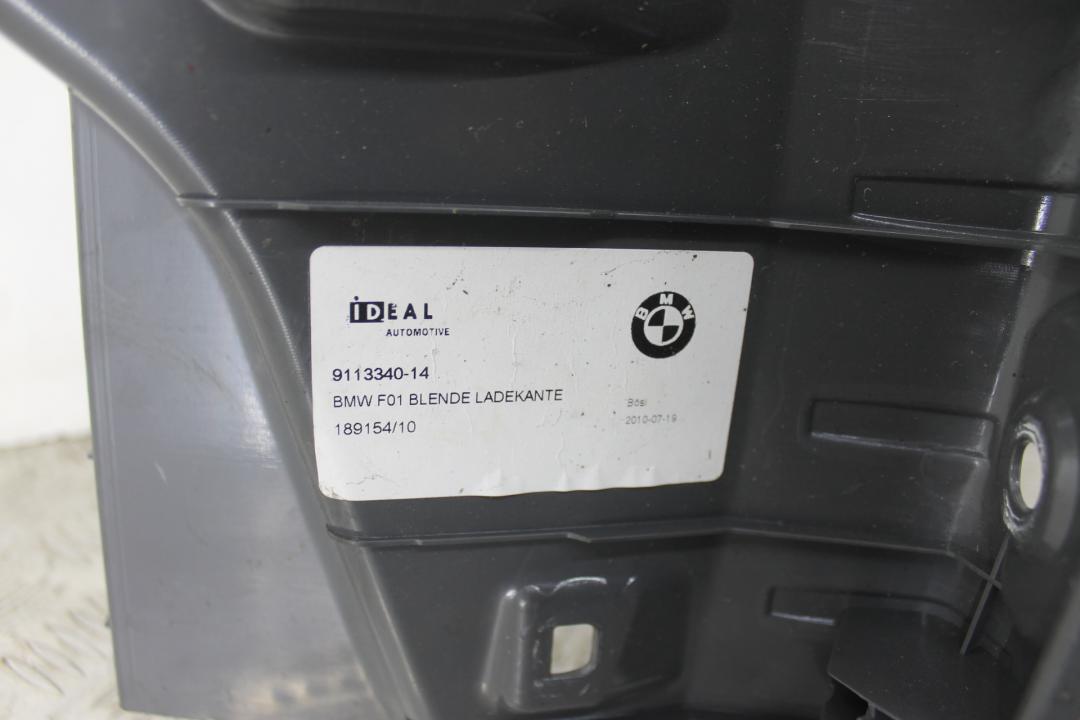 iDEAL
AUTOMOTIVE
BMW
9113340-14
BMW F01 BLENDE LADEKANTE
189154/10
Bösl
2010-07-19